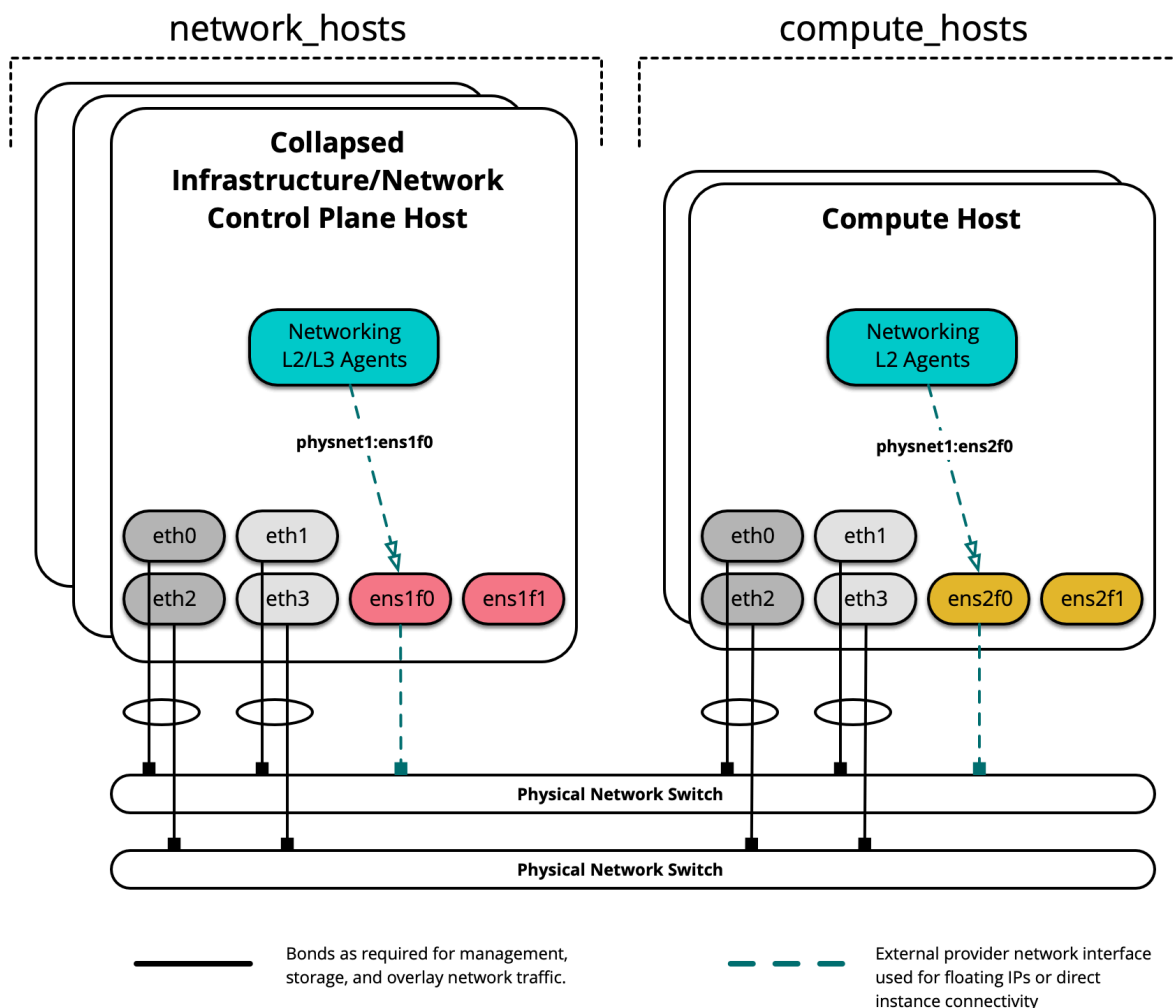 network_hosts
compute_hosts
Collapsed
Infrastructure/Network
Control Plane Host
Compute Host
Networking
L2/L3 Agents
Networking
L2 Agents
physnet1:ens1f0
physnet1:ens2f0
eth0
eth1
eth0
eth1
eth2
eth3
ens1f0
ens1f1
eth2
eth3
ens2f0
ens2f1
Physical Network Switch
Physical Network Switch
Bonds as required for management,
storage, and overlay network traffic.
External provider network interface
used for floating IPs or direct
instance connectivity